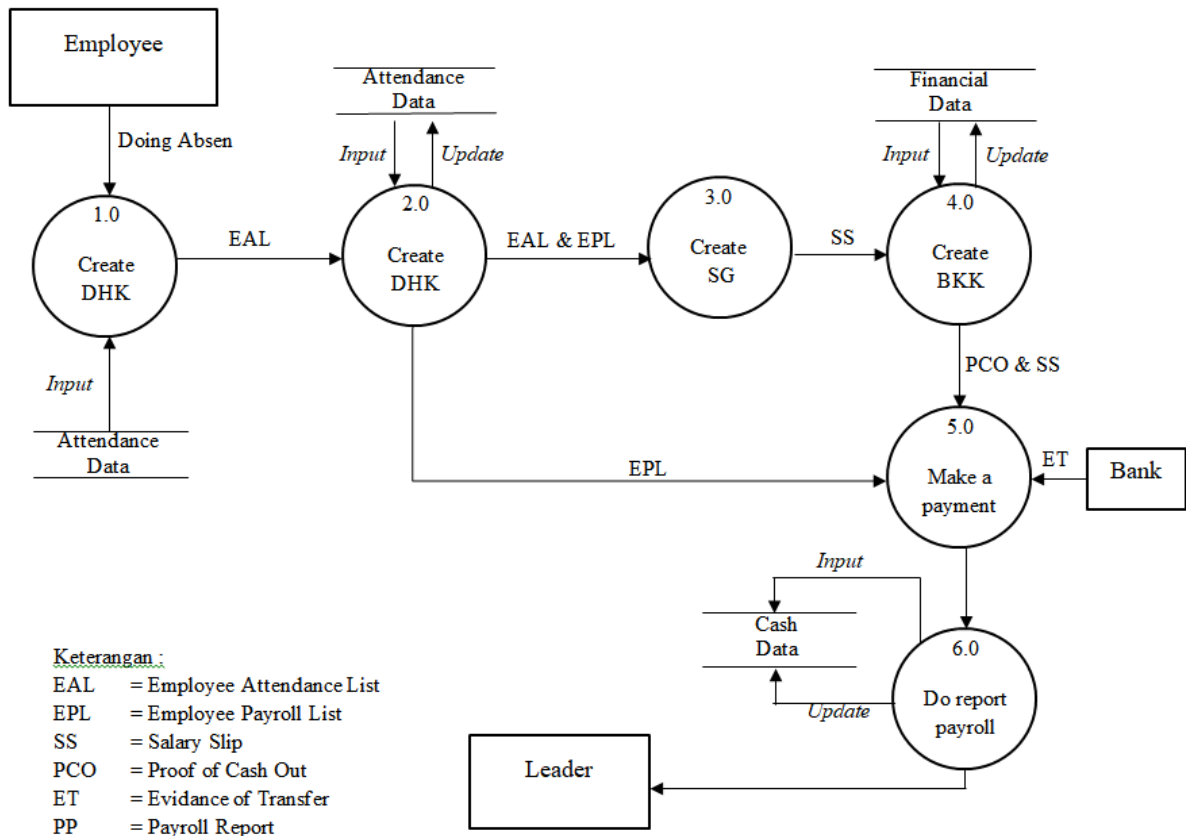 Employee
Doing Absen
1.0
Create
DHK
Input
Attendance
Data
EAL
Attendance
Data
Input
Update
2.0
Create
DHK
EAL & EPL
3.0
Create
SG
SS
Financial
Data
Input
Update
4.0
Create
BKK
PCO & SS
5.0
Make a
payment
EPL
ET
Bank
Input
Cash
Data
Update
6.0
Do report
payroll
Leader
Keterangan :
EAL = Employee Attendance List
EPL = Employee Payroll List
SS = Salary Slip
PCO = Proof of Cash Out
ET = Evidance of Transfer
PP = Payroll Report